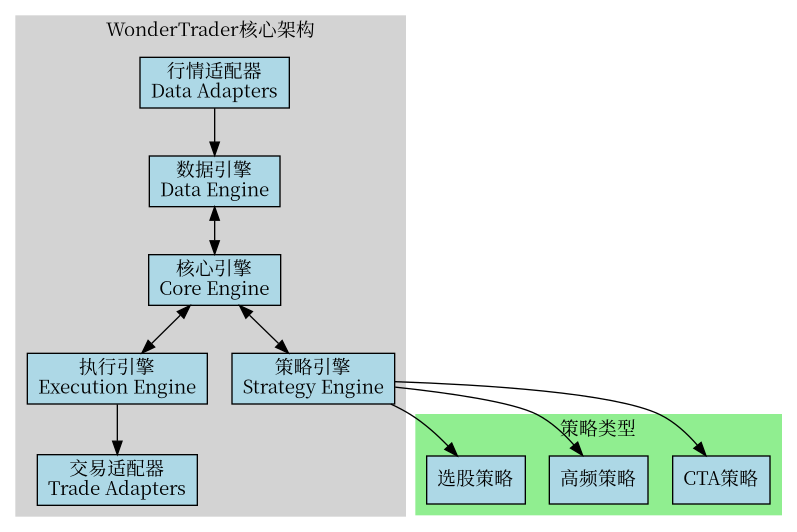 WonderTrader核心架构
行情适配器
Data Adapters
数据引擎
Data Engine
核心引擎
Core Engine
执行引擎
Execution Engine
策略引擎
Strategy Engine
交易适配器
Trade Adapters
策略类型
选股策略
高频策略
CTA策略